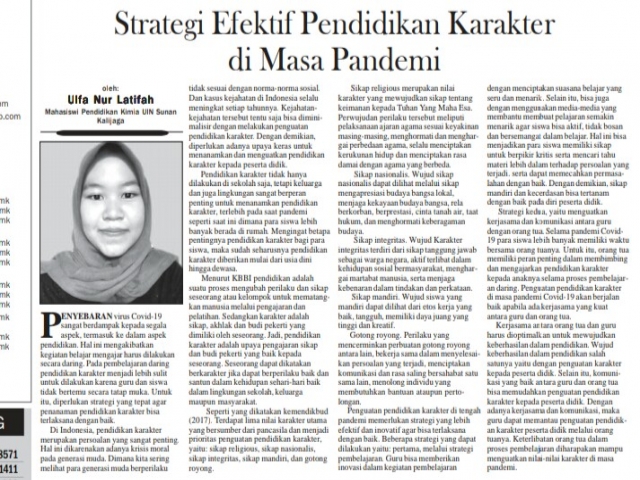 Strategi Efektif Pendidikan Karakter
di Masa Pandemi
oleh:
Ulfa Nur Latifah
Mahasiswi Pendidikan Kimia UIN Sunan
Kalijaga
PENYEBARAN virus Covid-19
sangat berdampak kepada segala
aspek, termasuk ke dalam aspek
pendidikan. Hal ini mengakibatkan
kegiatan belajar mengajar harus dilakukan
secara daring. Pada pembelajaran daring
pendidikan karakter menjadi lebih sulit
untuk dilakukan karena guru dan siswa
tidak bertemu secara tatap muka. Untuk
itu, diperlukan strategi yang tepat agar
penanaman pendidikan karakter bisa
terlaksana dengan baik.
Di Indonesia, pendidikan karakter
merupakan persoalan yang sangat penting.
Hal ini dikarenakan adanya krisis moral
pada generasi muda. Dimana kita sering
melihat para generasi muda berperilaku
tidak sesuai dengan norma-norma sosial.
Dan kasus kejahatan di Indonesia selalu
meningkat setiap tahunnya. Kejahatan-
kejahatan tersebut tentu saja bisa dimini-
malisir dengan melakukan penguatan
pendidikan karakter. Dengan demikian,
diperlukan adanya upaya keras untuk
menanamkan dan menguatkan pendidikan
karakter kepada peserta didik.
Pendidikan karakter tidak hanya
dilakukan di sekolah saja, tetapi keluarga
dan juga lingkungan sangat berperan
penting untuk menanamkan pendidikan
karakter, terlebih pada saat pandemi
seperti saat ini dimana para siswa lebih
banyak berada di rumah. Mengingat betapa
pentingnya pendidikan karakter bagi para
siswa, maka sudah seharusnya pendidikan
karakter diberikan mulai dari usia dini
hingga dewasa.
Menurut KBBI pendidikan adalah
suatu proses mengubah perilaku dan sikap
seseorang atau kelompok untuk mematang-
kan manusia melalui pengajaran dan
pelatihan. Sedangkan karakter adalah
sikap, akhlak dan budi pekerti yang
dimiliki oleh seseorang. Jadi, pendidikan
karakter adalah upaya pengajaran sikap
dan budi pekerti yang baik kepada
seseorang. Seseorang dapat dikatakan
berkarakter jika dapat berperilaku baik dan
santun dalam kehidupan sehari-hari baik
dalam lingkungan sekolah, keluarga
maupun masyarakat.
Seperti yang dikatakan kemendikbud
(2017). Terdapat lima nilai karakter utama
yang bersumber dari pancasila dan menjadi
prioritas penguatan pendidikan karakter,
yaitu: sikap religious, sikap nasionalis,
sikap integritas, sikap mandiri, dan gotong
royong.
Sikap religious merupakan nilai
karakter yang mewujudkan sikap tentang
keimanan kepada Tuhan Yang Maha Esa.
Perwujudan perilaku tersebut meliputi
pelaksanaan ajaran agama sesuai keyakinan
masing-masing, menghormati dan menghar-
gai perbedaan agama, selalu menciptakan
kerukunan hidup dan menciptakan rasa
damai dengan agama yang berbeda.
Sikap nasionalis. Wujud sikap
nasionalis dapat dilihat melalui sikap
mengapresiasi budaya bangsa lokal,
menjaga kekayaan budaya bangsa, rela
berkorban, berprestasi, cinta tanah air, taat
hukum, dan menghormati keberagaman
budaya.
Sikap integritas. Wujud Karakter
integritas terdiri dari sikap tanggung jawab
sebagai warga negara, aktif terlibat dalam
kehidupan sosial bermasyarakat, menghar-
gai martabat manusia, serta menjaga
kebenaran dalam tindakan dan perkataan.
Sikap mandiri. Wujud siswa yang
mandiri dapat dilihat dari etos kerja yang
baik, tangguh, memiliki daya juang yang
tinggi dan kreatif.
Gotong royong. Perilaku yang
mencerminkan perbuatan gotong royong
antara lain, bekerja sama dalam menyelesai-
kan persoalan yang terjadi, menciptakan
komunikasi dan rasa saling bersahabat satu
sama lain, menolong individu yang
membutuhkan bantuan ataupun perto-
longan.
Penguatan pendidikan karakter di tengah
pandemi memerlukan strategi yang lebih
efektif dan inovatif agar bisa terlaksana
dengan baik. Beberapa strategi yang dapat
dilakukan yaitu: pertama, melalui strategi
pembelajaran. Guru bisa memberikan
inovasi dalam kegiatan pembelajaran
dengan menciptakan suasana belajar yang
seru dan menarik. Selain itu, bisa juga
dengan menggunakan media-media yang
membantu membuat pelajaran semakin
menarik agar siswa bisa aktif, tidak bosan
dan bersemangat dalam belajar. Hal ini bisa
menjadikan para siswa memiliki sikap
untuk berpikir kritis serta mencari tahu
materi lebih dalam terhadap persoalan yang
terjadi. serta dapat memecahkan permasa-
lahan dengan baik. Dengan demikian, sikap
mandiri dan kecerdasan bisa tertanam
dengan baik pada diri peserta didik.
Strategi kedua, yaitu menguatkan
kerjasama dan komunikasi antara guru
dengan orang tua. Selama pandemi Covid-
19 para siswa lebih banyak memiliki waktu
bersama orang tuanya. Untuk itu, orang tua
memiliki peran penting dalam membimbing
dan mengajarkan pendidikan karakter
kepada anaknya selama proses pembelajar-
an daring. Penguatan pendidikan karakter
di masa pandemi Covid-19 akan berjalan
baik apabila ada kerjasama yang kuat
antara guru dan orang tua.
Kerjasama antara orang tua dan guru
harus dioptimalkan untuk mewujudkan
keberhasilan dalam pendidikan. Wujud
keberhasilan dalam pendidikan salah
satunya yaitu dengan penguatan karakter
kepada peserta didik. Selain itu, komuni-
kasi yang baik antara guru dan orang tua
bisa memudahkan penguatan pendidikan
karakter kepada peserta didik. Dengan
adanya kerjasama dan komunikasi, maka
guru dapat memantau penguatan pendidik-
an karakter peserta didik melalui orang
tuanya. Keterlibatan orang tua dalam
proses pembelajaran diharapkan mampu
menguatkan nilai-nilai karakter di masa
pandemi.
8571
1411